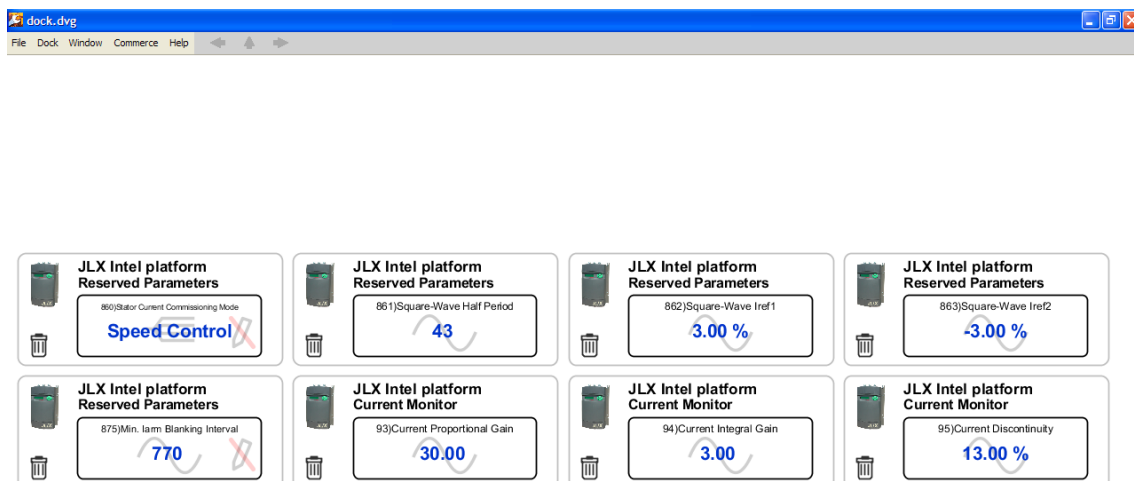 dock.dvg
File Dock Window Commerce Help
JLX Intel platform
Reserved Parameters
860)Stator Current Commissioning Mode
Speed Control
JLX Intel platform
Reserved Parameters
861)Square-Wave Half Period
43
JLX Intel platform
Reserved Parameters
862)Square-Wave Iref1
3.00 %
JLX Intel platform
Reserved Parameters
863)Square-Wave Iref2
-3.00 %
JLX Intel platform
Reserved Parameters
875)Min. Iarm Blanking Interval
770
JLX Intel platform
Current Monitor
93)Current Proportional Gain
30.00
JLX Intel platform
Current Monitor
94)Current Integral Gain
3.00
JLX Intel platform
Current Monitor
95)Current Discontinuity
13.00 %